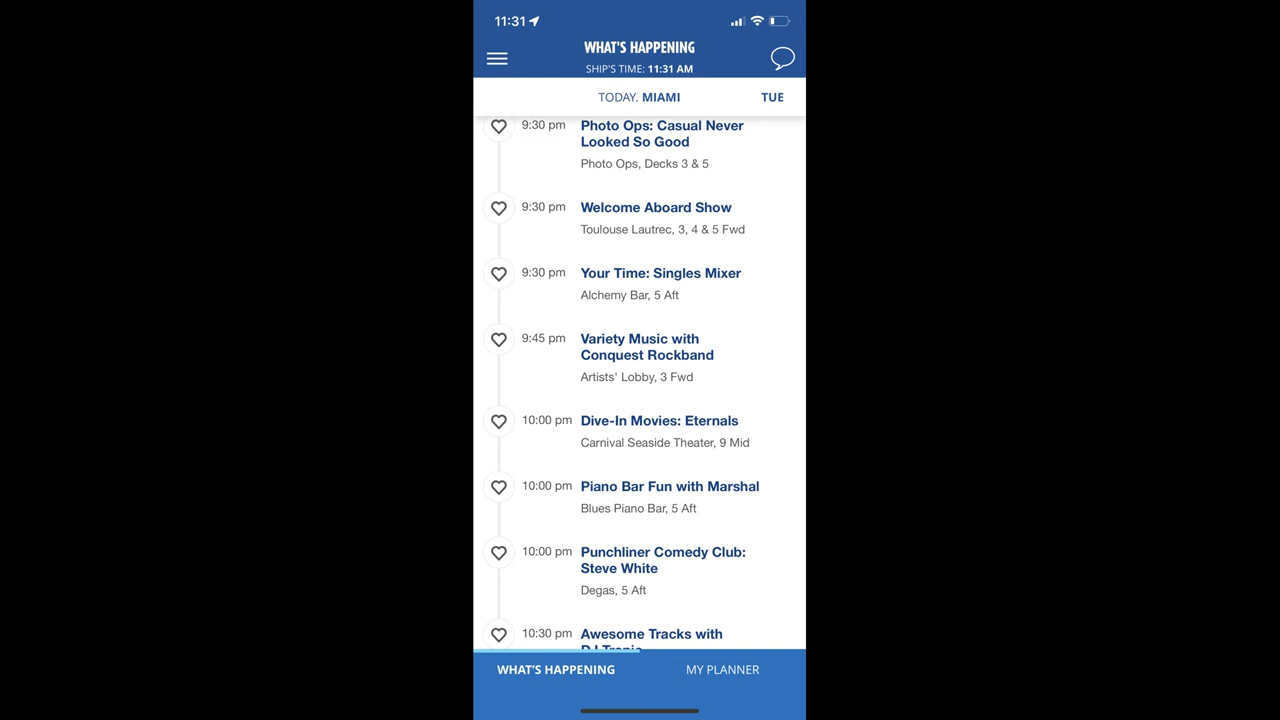 11:31
WHAT'S HAPPENING
SHIP'S TIME: 11:31 AM
TODAY. MIAMI
TUE
9:30 pm
Photo Ops: Casual Never
Looked So Good
Photo Ops, Decks 3 & 5
9:30 pm
Welcome Aboard Show
Toulouse Lautrec, 3, 4 & 5 Fwd
9:30 pm
Your Time: Singles Mixer
Alchemy Bar, 5 Aft
9:45 pm
Variety Music with
Conquest Rockband
Artists' Lobby, 3 Fwd
10:00 pm
Dive-In Movies: Eternals
Carnival Seaside Theater, 9 Mid
10:00 pm
Piano Bar Fun with Marshal
Blues Piano Bar, 5 Aft
10:00 pm
Punchliner Comedy Club:
Steve White
Degas, 5 Aft
10:30 pm
Awesome Tracks with
WHAT'S HAPPENING
MY PLANNER